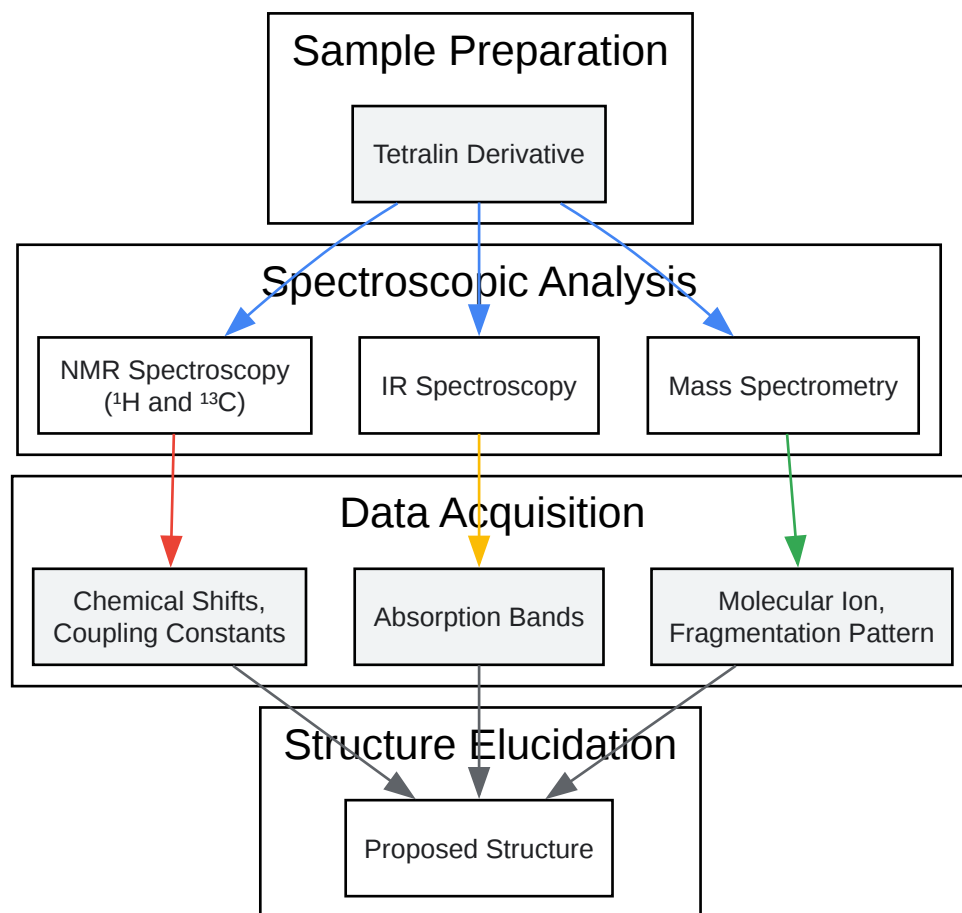 Sample Preparation
Tetralin Derivative
Spectroscopic Analysis
NMR Spectroscopy
(¹H and ¹³C)
IR Spectroscopy
Mass Spectrometry
Data Acquisition
Chemical Shifts,
Coupling Constants
Absorption Bands
Molecular Ion,
Fragmentation Pattern
Structure Elucidation
Proposed Structure